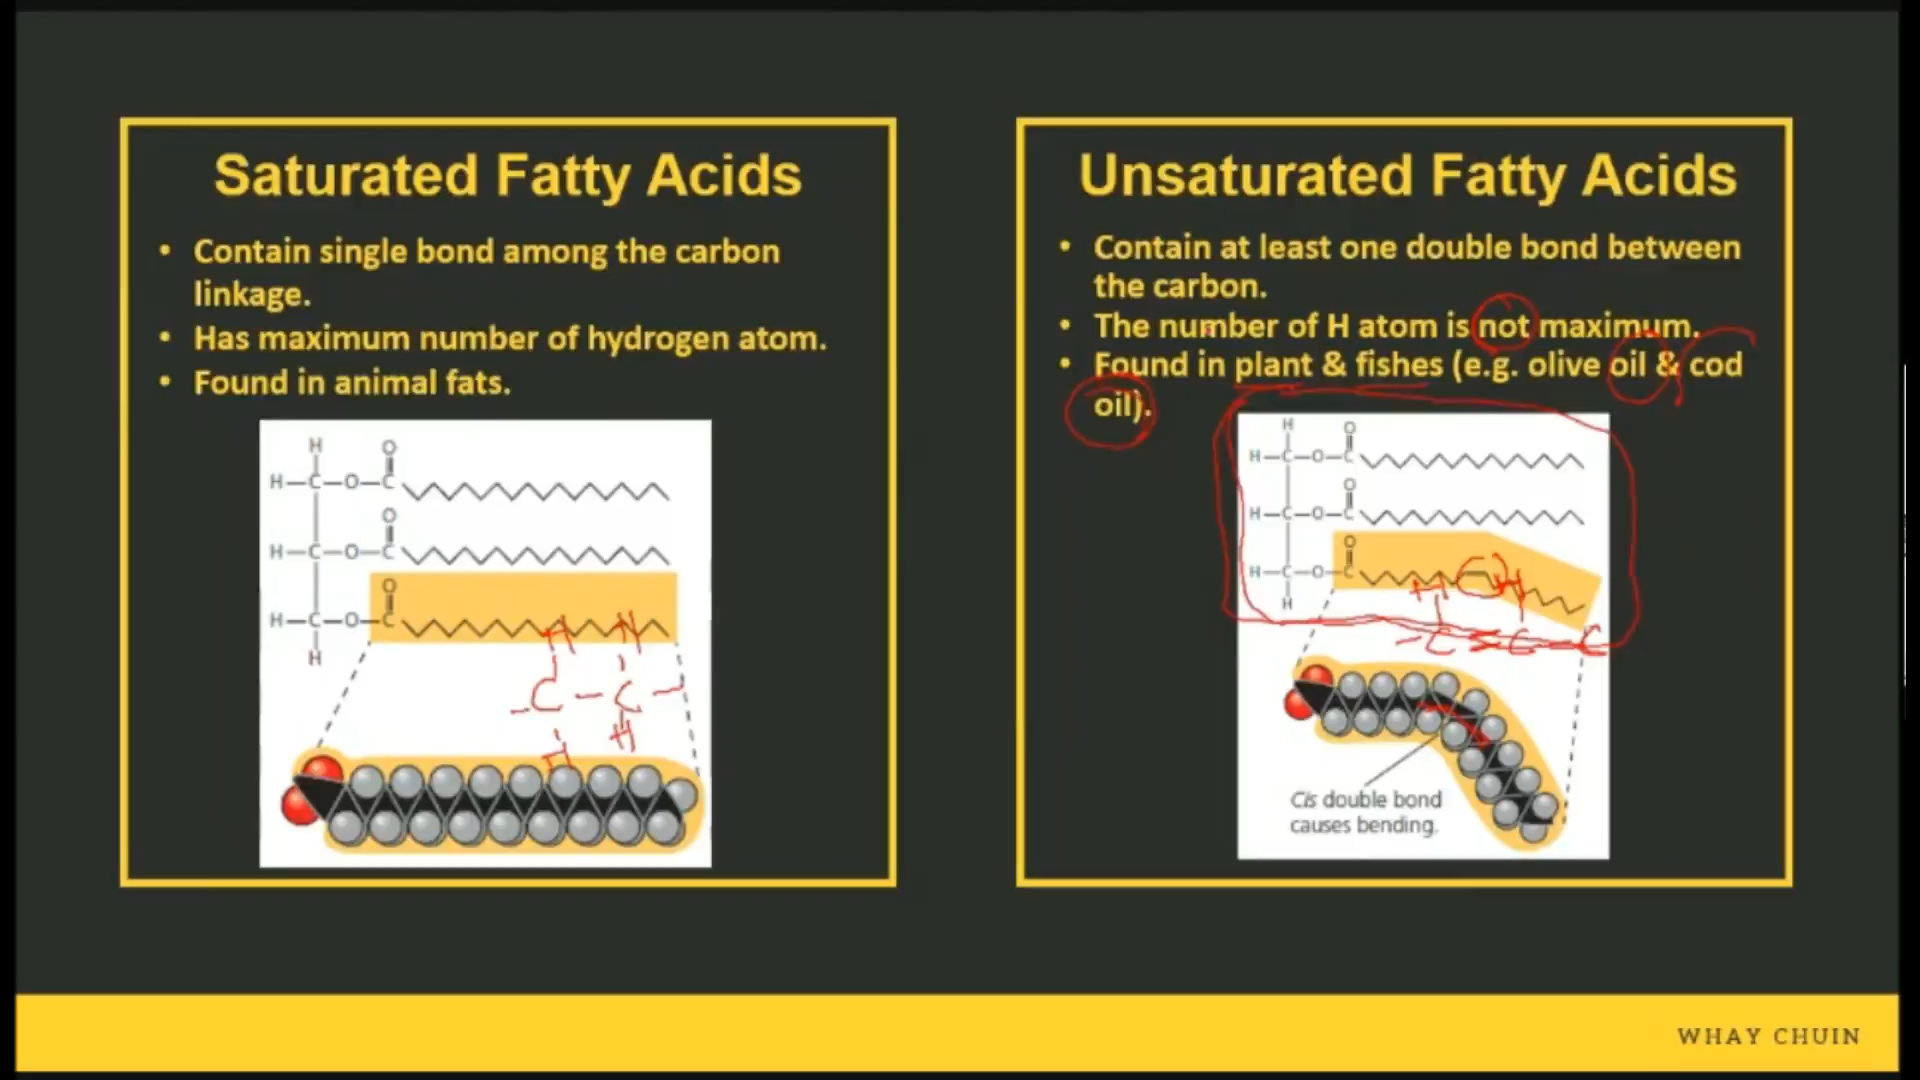 Saturated Fatty Acids
• Contain single bond among the carbon
linkage.
• Has maximum number of hydrogen atom.
• Found in animal fats.
H O
H-C-O-C
O
H-C-O-C
O
H-C-O-C
H
H H
-C-C-
H H
Unsaturated Fatty Acids
• Contain at least one double bond between
the carbon.
• The number of H atom is not maximum.
• Found in plant & fishes (e.g. olive oil & cod
oil).
H O
H-C-O-C
O
H-C-O-C
O
H-C-O-C
H
H H
-C=C-C
Cis double bond
causes bending.
WHAY CHUIN